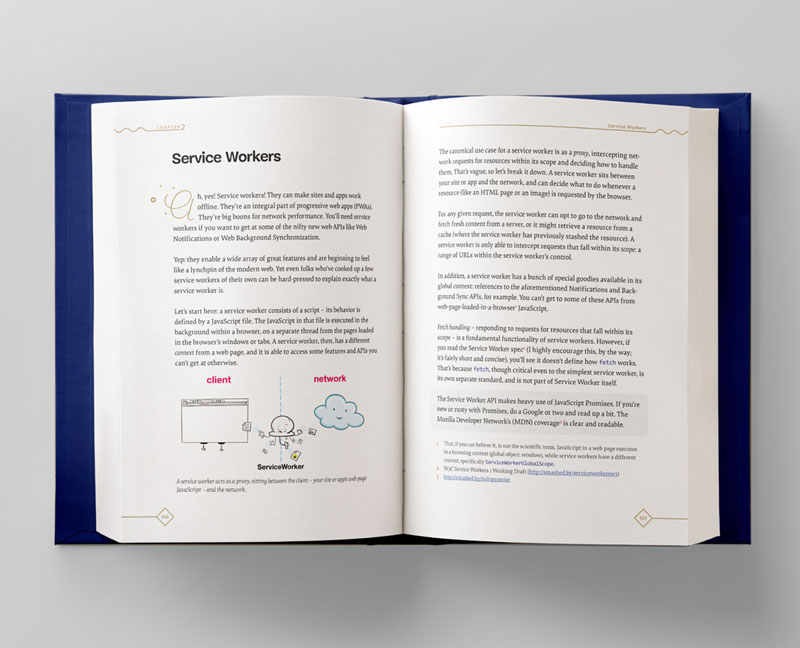 CHAPTER 2
Service Workers
Ah, yes! Service workers! They can make sites and apps work
offline. They're an integral part of progressive web apps (PWAs).
They're big boons for network performance. You'll need service
workers if you want to get at some of the nifty new web APIs like Web
Notifications or Web Background Synchronization.
Yep: they enable a wide array of great features and are beginning to feel
like a lynchpin of the modern web. Yet even folks who've cooked up a few
service workers of their own can be hard-pressed to explain exactly what a
service worker is.
Let's start here: a service worker consists of a script – its behavior is
defined by a JavaScript file. The JavaScript in that file is executed in the
background within a browser, on a separate thread from the pages loaded
in the browser's windows or tabs. A service worker, then, has a different
context from a web page, and it is able to access some features and APIs you
can't get at otherwise.
client
network
ServiceWorker
A service worker acts as a proxy, sitting between the client – your site or app's web page
JavaScript – and the network.
Service Workers
The canonical use case for a service worker is as a proxy, intercepting net-
work requests for resources within its scope and deciding how to handle
them. That's vague, so let's break it down. A service worker sits between
your site or app and the network, and can decide what to do whenever a
resource (like an HTML page or an image) is requested by the browser.
For any given request, the service worker can opt to go to the network and
fetch fresh content from a server, or it might retrieve a resource from a
cache (where the service worker has previously stashed the resource). A
service worker is only able to intercept requests that fall within its scope: a
range of URLs within the service worker's control.
In addition, a service worker has a bunch of special goodies available in its
global context: references to the aforementioned Notifications and Back-
ground Sync APIs, for example. You can't get to some of these APIs from
web-page-loaded-in-a-browser¹ JavaScript.
Fetch handling – responding to requests for resources that fall within its
scope – is a fundamental functionality of service workers. However, if
you read the Service Worker spec² (I highly encourage this, by the way;
it's fairly short and concise), you'll see it doesn't define how fetch works.
That's because fetch, though critical even to the simplest service worker, is
its own separate standard, and is not part of Service Worker itself.
The Service Worker API makes heavy use of JavaScript Promises. If you're
new or rusty with Promises, do a Google or two and read up a bit. The
Mozilla Developer Network's (MDN) coverage³ is clear and readable.
1 That, if you can believe it, is not the scientific term. JavaScript in a web page executes
in a browsing context (global object: window), while service workers have a different
context, specifically ServiceWorkerGlobalScope.
2 W3C Service Workers 1 Working Draft (http://smashed.by/serviceworkerwc3)
3 http://smashed.by/mdnpromise